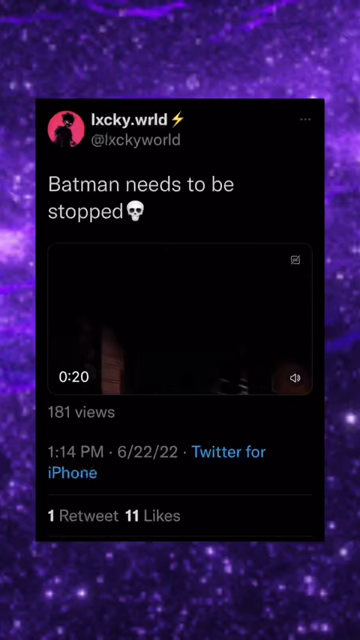 lxcky.wrld⚡
@lxckyworld
Batman needs to be
stopped💀
0:20
181 views
1:14 PM · 6/22/22 · Twitter for
iPhone
1 Retweet 11 Likes